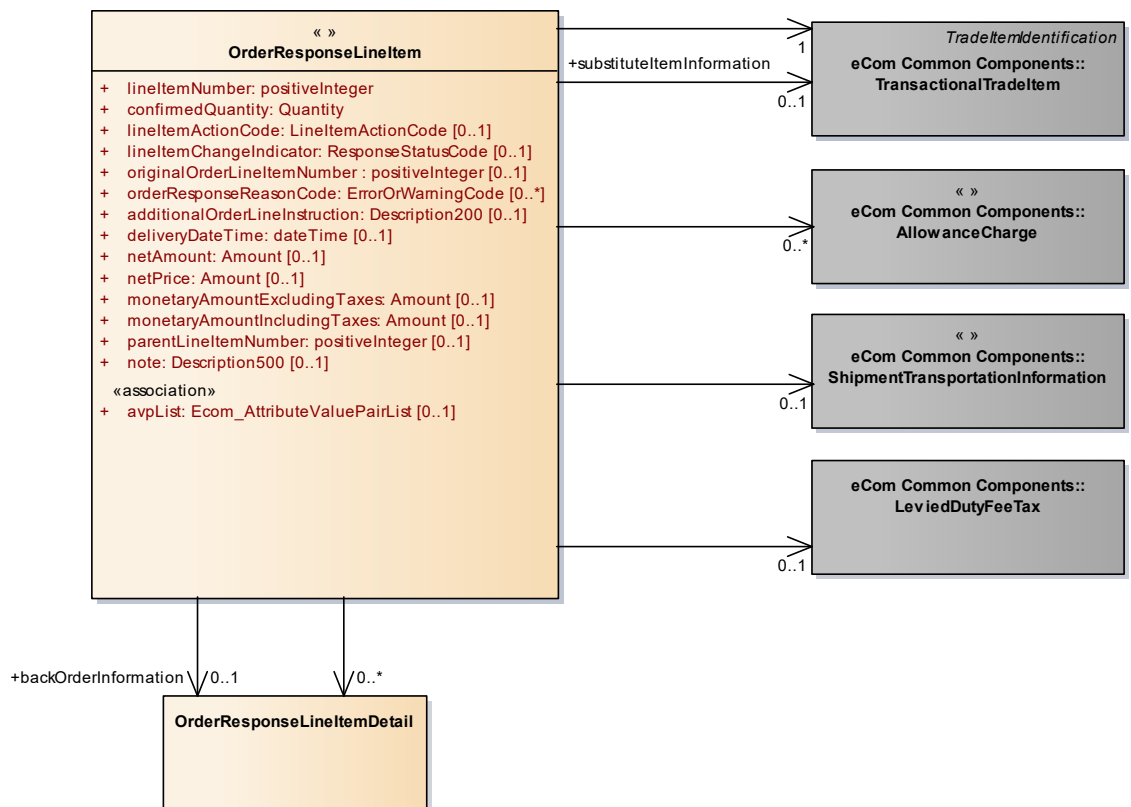 « »
OrderResponseLineItem
+ lineItemNumber: positiveInteger
+ confirmedQuantity: Quantity
+ lineItemActionCode: LineItemActionCode [0..1]
+ lineItemChangeIndicator: ResponseStatusCode [0..1]
+ originalOrderLineItemNumber : positiveInteger [0..1]
+ orderResponseReasonCode: ErrorOrWarningCode [0..*]
+ additionalOrderLineInstruction: Description200 [0..1]
+ deliveryDateTime: dateTime [0..1]
+ netAmount: Amount [0..1]
+ netPrice: Amount [0..1]
+ monetaryAmountExcludingTaxes: Amount [0..1]
+ monetaryAmountIncludingTaxes: Amount [0..1]
+ parentLineItemNumber: positiveInteger [0..1]
+ note: Description500 [0..1]
«association»
+ avpList: Ecom_AttributeValuePairList [0..1]
1
+substituteItemInformation
0..1
TradeItemIdentification
eCom Common Components::
TransactionalTradeItem
0..*
« »
eCom Common Components::
AllowanceCharge
0..1
« »
eCom Common Components::
ShipmentTransportationInformation
0..1
eCom Common Components::
LeviedDutyFeeTax
+backOrderInformation
0..1
0..*
OrderResponseLineItemDetail